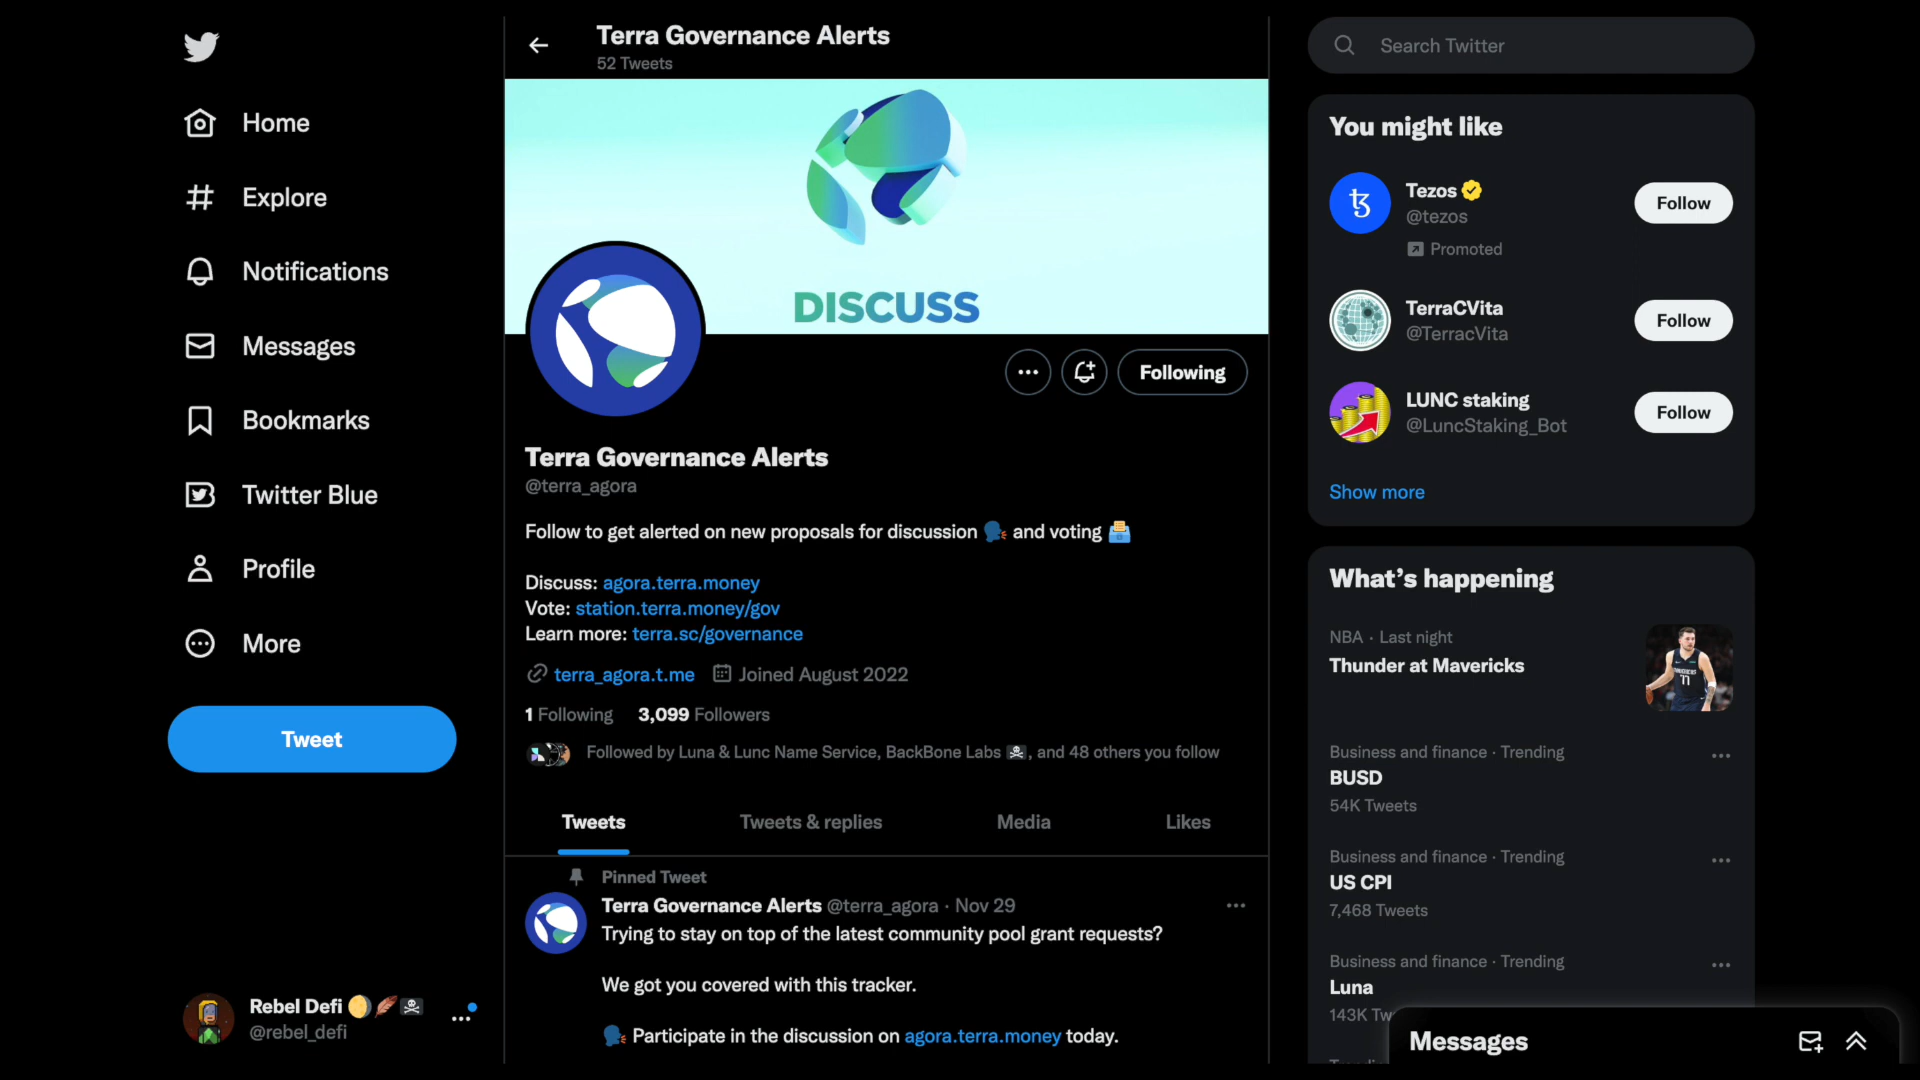 Home
Explore
Notifications
Messages
Bookmarks
Twitter Blue
Profile
More
Tweet
Rebel Defi
@rebel_defi
Terra Governance Alerts
52 Tweets
DISCUSS
Following
Terra Governance Alerts
@terra_agora
Follow to get alerted on new proposals for discussion 🗣 and voting 🗳
Discuss: agora.terra.money
Vote: station.terra.money/gov
Learn more: terra.sc/governance
terra_agora.t.me Joined August 2022
1 Following 3,099 Followers
Followed by Luna & Lunc Name Service, BackBone Labs ☠, and 48 others you follow
Tweets Tweets & replies Media Likes
Pinned Tweet
Terra Governance Alerts @terra_agora · Nov 29
Trying to stay on top of the latest community pool grant requests?
We got you covered with this tracker.
🗣 Participate in the discussion on agora.terra.money today.
Search Twitter
You might like
Tezos
@tezos
Promoted
Follow
TerraCVita
@TerracVita
Follow
LUNC staking
@LuncStaking_Bot
Follow
Show more
What's happening
NBA · Last night
Thunder at Mavericks
11
Business and finance · Trending
BUSD
54K Tweets
Business and finance · Trending
US CPI
7,468 Tweets
Business and finance · Trending
Luna
143K Tw
Messages